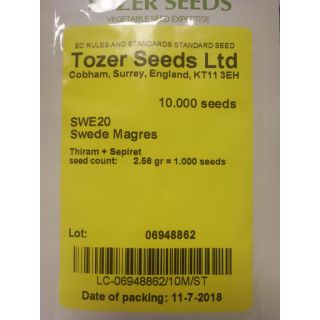 TOZER SEEDS
VEGETABLE SEED EXPERTISE
EC RULES AND STANDARDS STANDARD SEED
Tozer Seeds Ltd
Cobham, Surrey, England, KT11 3EH
10.000 seeds
SWE20
Swede Magres
Thiram + Sepiret
seed count: 2.56 gr = 1.000 seeds
Lot: 06948862
LC-06948862/10M/ST
Date of packing: 11-7-2018